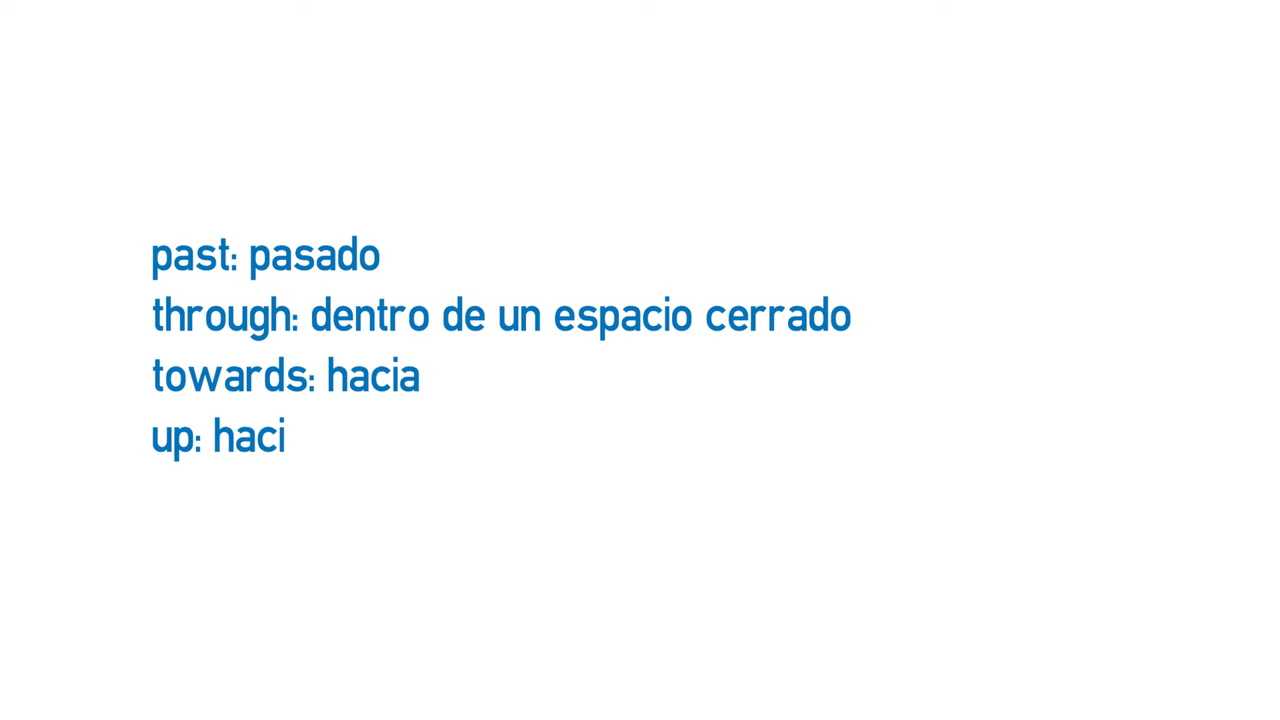 past: pasado
through: dentro de un espacio cerrado
towards: hacia
up: haci